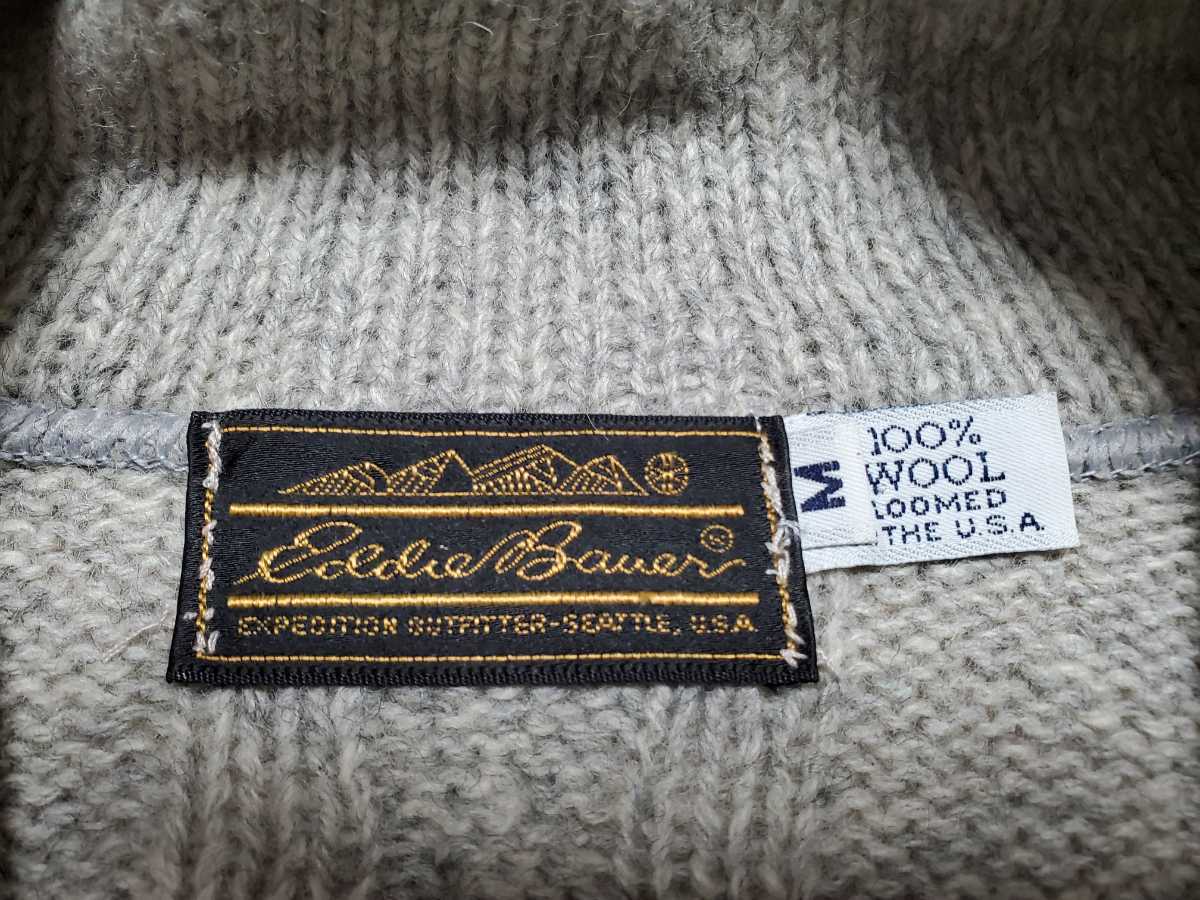 Eddie Bauer®
EXPEDITION OUTFITTER-SEATTLE, U.S.A
M
100%
WOOL
LOOMED
THE U.S.A.